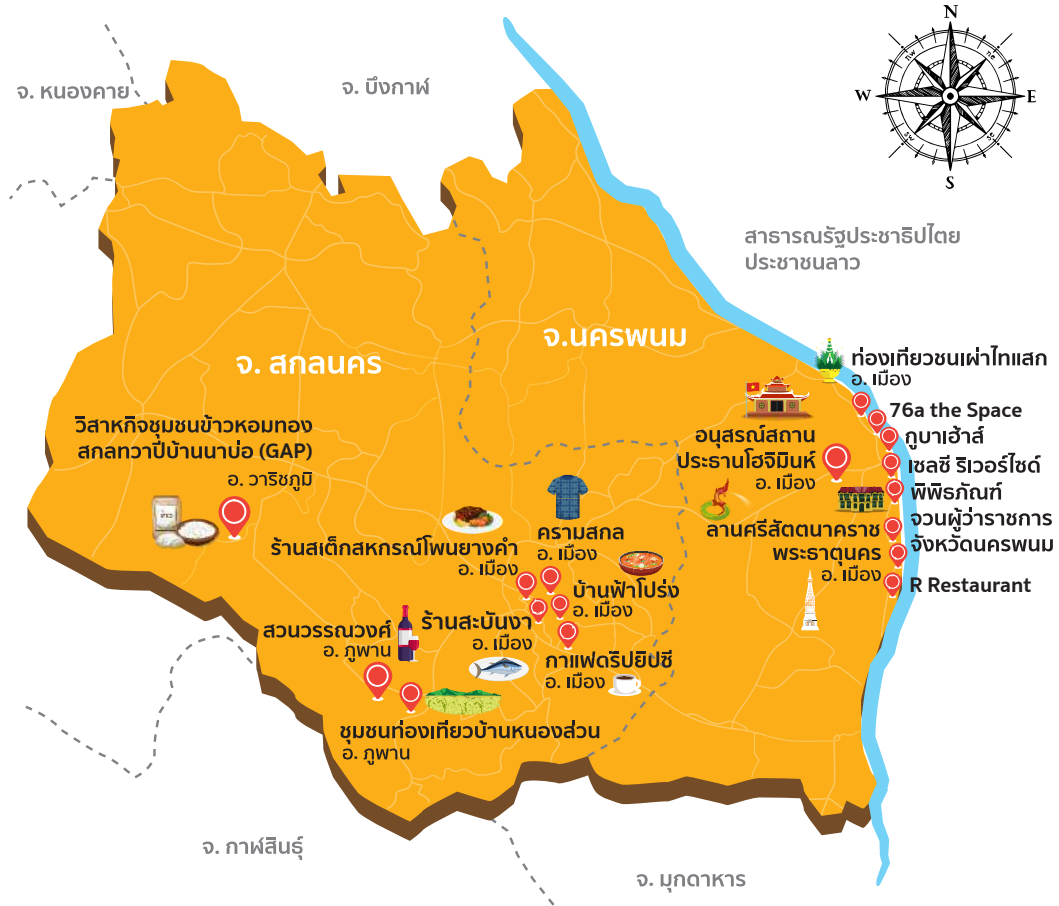 N
nw
ne
W
E
sw
se
S
จ. หนองคาย
จ. บึงกาฬ
สาธารณรัฐประชาธิปไตย
ประชาชนลาว
จ.นครพนม
จ. สกลนคร
ท่องเที่ยวชนเผ่าไทแสก
อ. เมือง
76a the Space
กูบาเฮ้าส์
เชลซี ริเวอร์ไซด์
พิพิธภัณฑ์
จวนผู้ว่าราชการ
จังหวัดนครพนม
R Restaurant
อนุสรณ์สถาน
ประธานโฮจิมินห์
อ. เมือง
ลานศรีสัตตนาคราช
พระธาตุนคร
อ. เมือง
วิสาหกิจชุมชนข้าวหอมทอง
สกลทวาปีบ้านนาบ่อ (GAP)
อ. วาริชภูมิ
ร้านสเต็กสหกรณ์โพนยางคำ
อ. เมือง
ครามสกล
อ. เมือง
บ้านฟ้าโปร่ง
อ. เมือง
ร้านสะบันงา
อ. เมือง
สวนวรรณวงศ์
อ. ภูพาน
กาแฟดริปยิปซี
อ. เมือง
ชุมชนท่องเที่ยวบ้านหนองส่วน
อ. ภูพาน
จ. กาฬสินธุ์
จ. มุกดาหาร